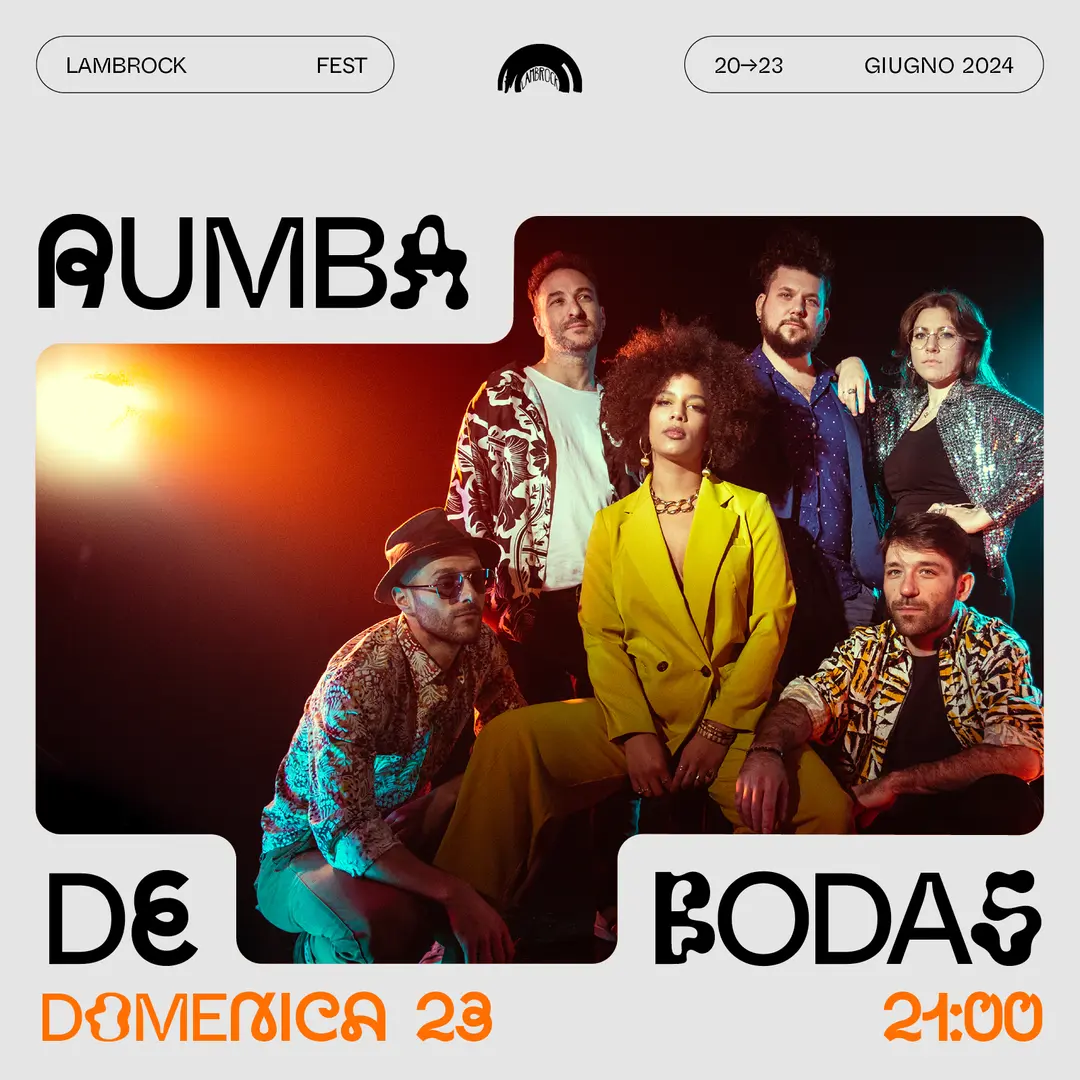 LAMBROCK FEST
LAMBROCK
20→23 GIUGNO 2024
RUMBA
DE BODAS
DOMENICA 23 21:00